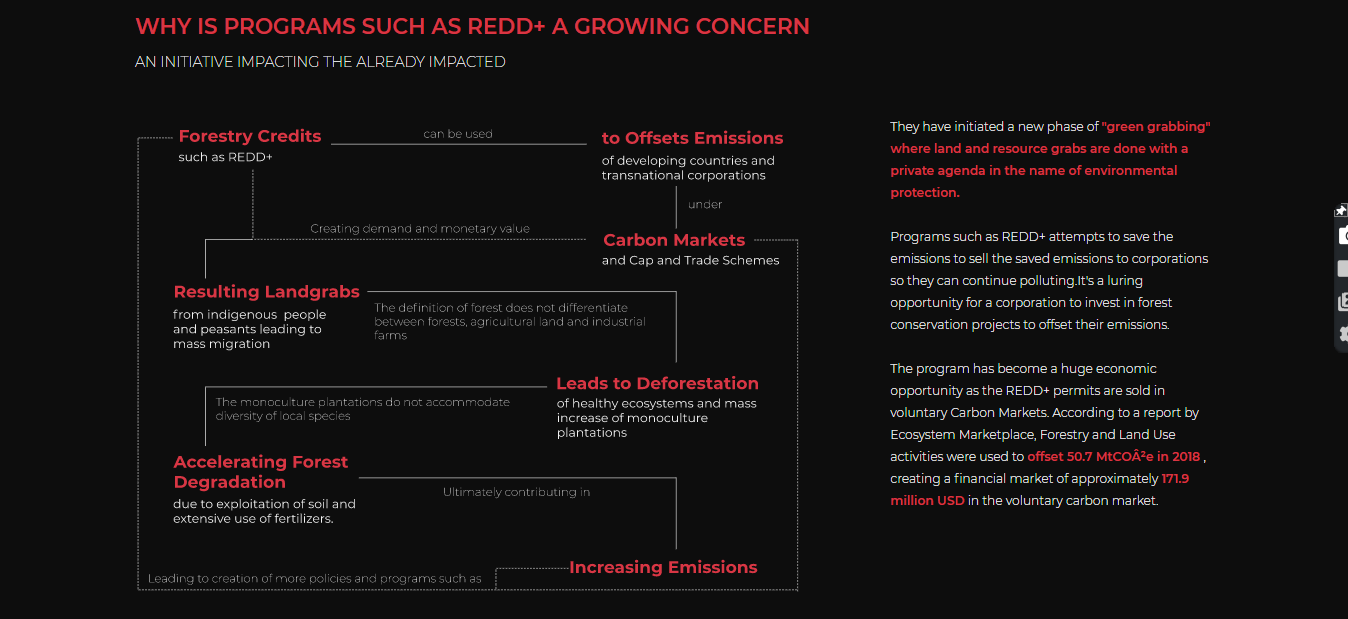 WHY IS PROGRAMS SUCH AS REDD+ A GROWING CONCERN
AN INITIATIVE IMPACTING THE ALREADY IMPACTED
Forestry Credits
such as REDD+
can be used
to Offsets Emissions
of developing countries and
transnational corporations
under
Creating demand and monetary value
Carbon Markets
and Cap and Trade Schemes
Resulting Landgrabs
from indigenous people
and peasants leading to
mass migration
The definition of forest does not differentiate
between forests, agricultural land and industrial
farms
Leads to Deforestation
of healthy ecosystems and mass
increase of monoculture
plantations
The monoculture plantations do not accommodate
diversity of local species
Accelerating Forest
Degradation
due to exploitation of soil and
extensive use of fertilizers.
Ultimately contributing in
Increasing Emissions
Leading to creation of more policies and programs such as
They have initiated a new phase of "green grabbing"
where land and resource grabs are done with a
private agenda in the name of environmental
protection.
Programs such as REDD+ attempts to save the
emissions to sell the saved emissions to corporations
so they can continue polluting.It's a luring
opportunity for a corporation to invest in forest
conservation projects to offset their emissions.
The program has become a huge economic
opportunity as the REDD+ permits are sold in
voluntary Carbon Markets. According to a report by
Ecosystem Marketplace, Forestry and Land Use
activities were used to offset 50.7 MtCOÂ²e in 2018 ,
creating a financial market of approximately 171.9
million USD in the voluntary carbon market.